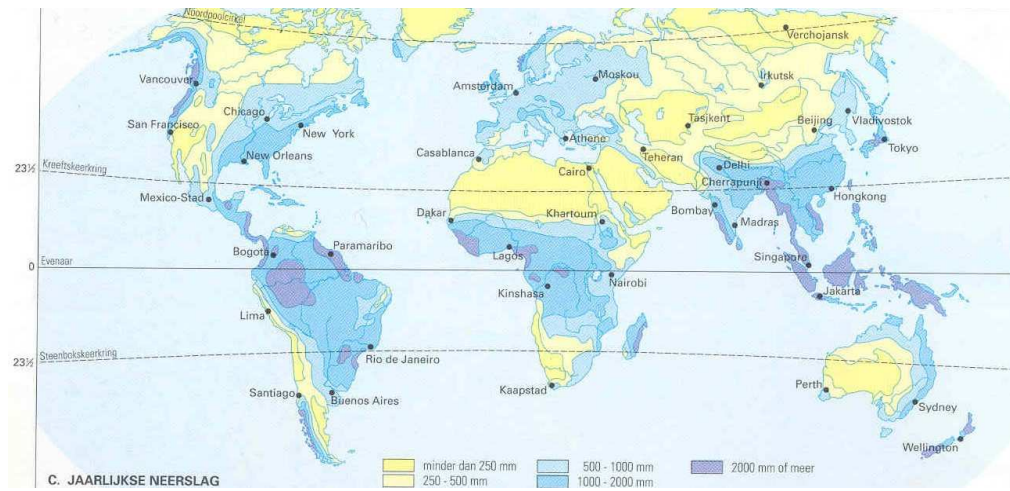 Noordpoolcirkel
Verchojansk
Vancouver
Amsterdam
Moskou
Irkutsk
Chicago
San Francisco
New York
Athene
Tasjkent
Beijing
Vladivostok
Tokyo
Casablanca
Teheran
23½
Kreeftskeerkring
New Orleans
Cairo
Delhi
Cherrapunji
Mexico-Stad
Hongkong
Dakar
Khartoum
Bombay
Madras
Bogotá
Paramaribo
Lagos
Singapore
0
Evenaar
Kinshasa
Nairobi
Jakarta
Lima
23½
Steenbokskeerkring
Rio de Janeiro
Santiago
Buenos Aires
Kaapstad
Perth
Sydney
Wellington
C. JAARLIJKSE NEERSLAG
minder dan 250 mm
250 - 500 mm
500 - 1000 mm
1000 - 2000 mm
2000 mm of meer